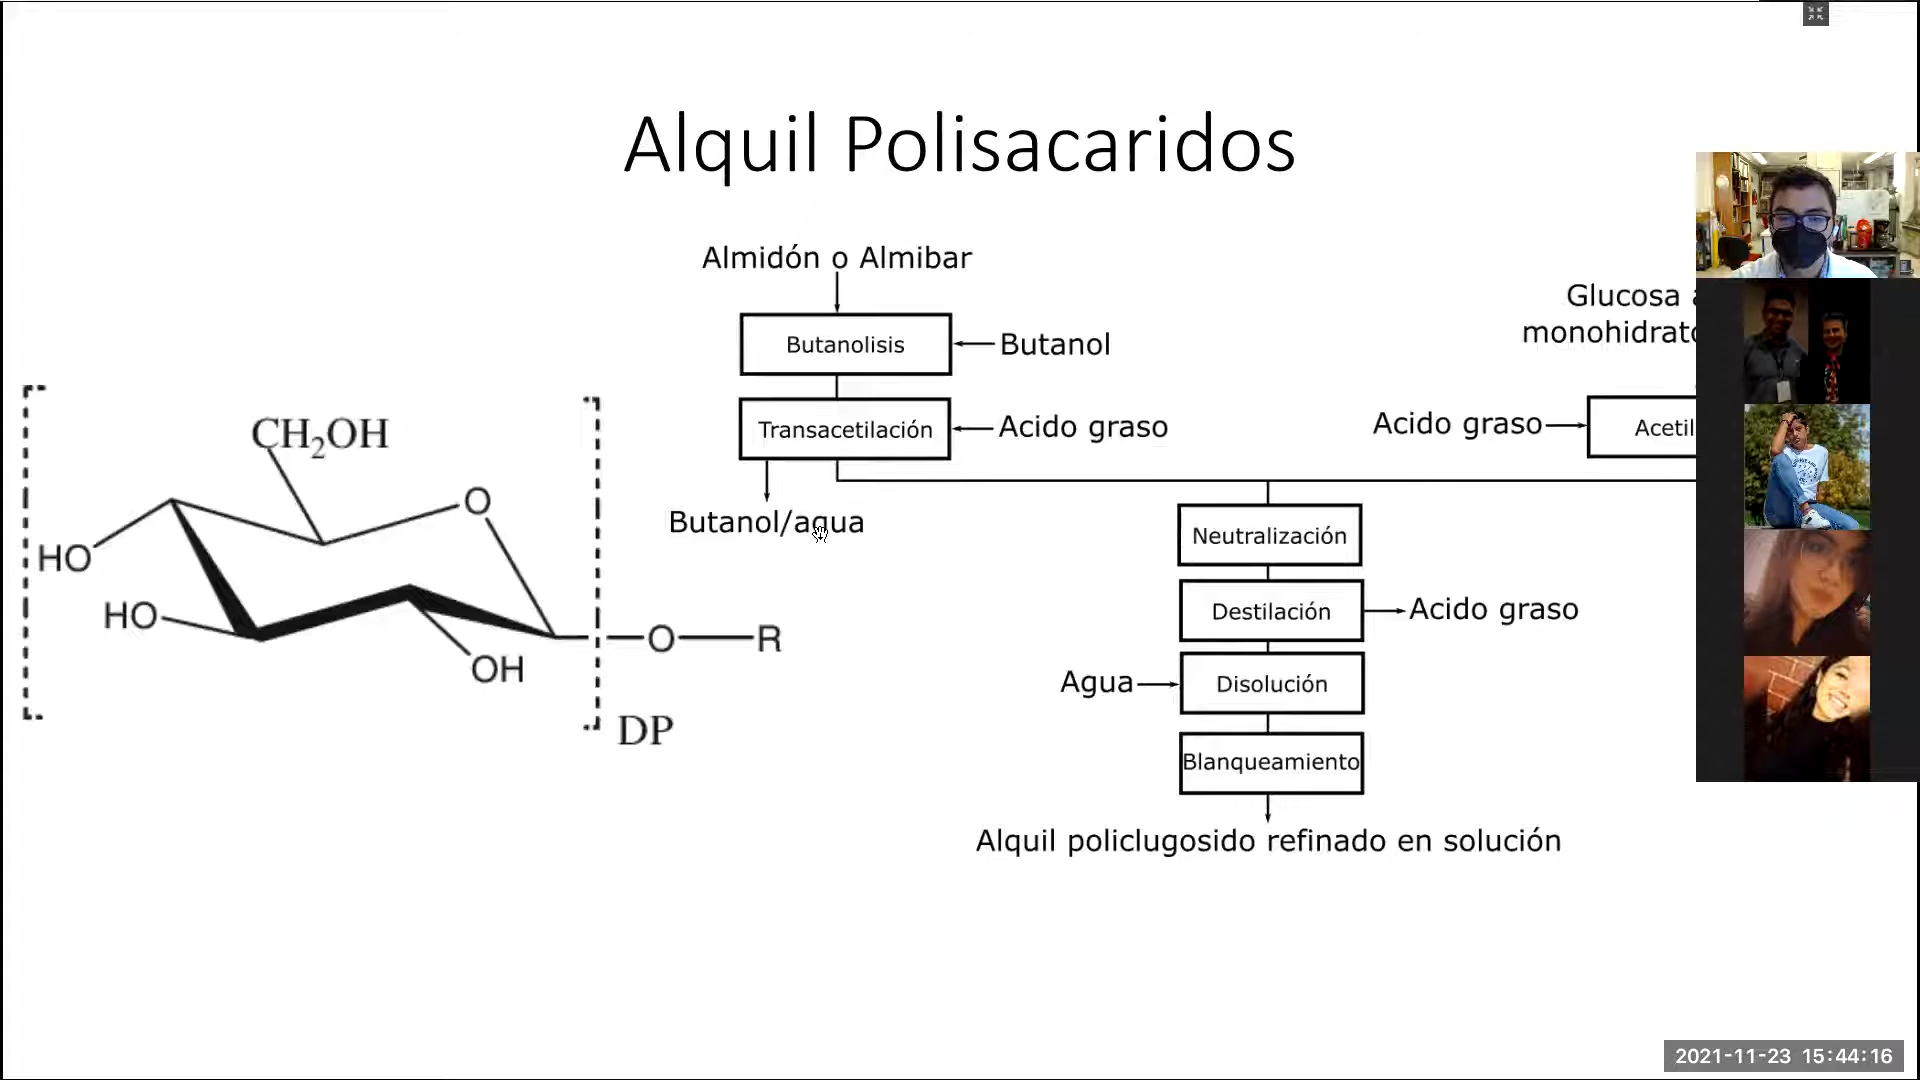 Alquil Polisacaridos
Almidón o Almibar
Butanolisis
Butanol
Transacetilación
Acido graso
Butanol/agua
Glucosa
monohidrato
Acido graso
Acetil
Neutralización
Destilación
Acido graso
Agua
Disolución
Blanqueamiento
Alquil policlugosido refinado en solución
CH2OH
O
HO
HO
OH
O
R
DP
2021-11-23 15:44:16